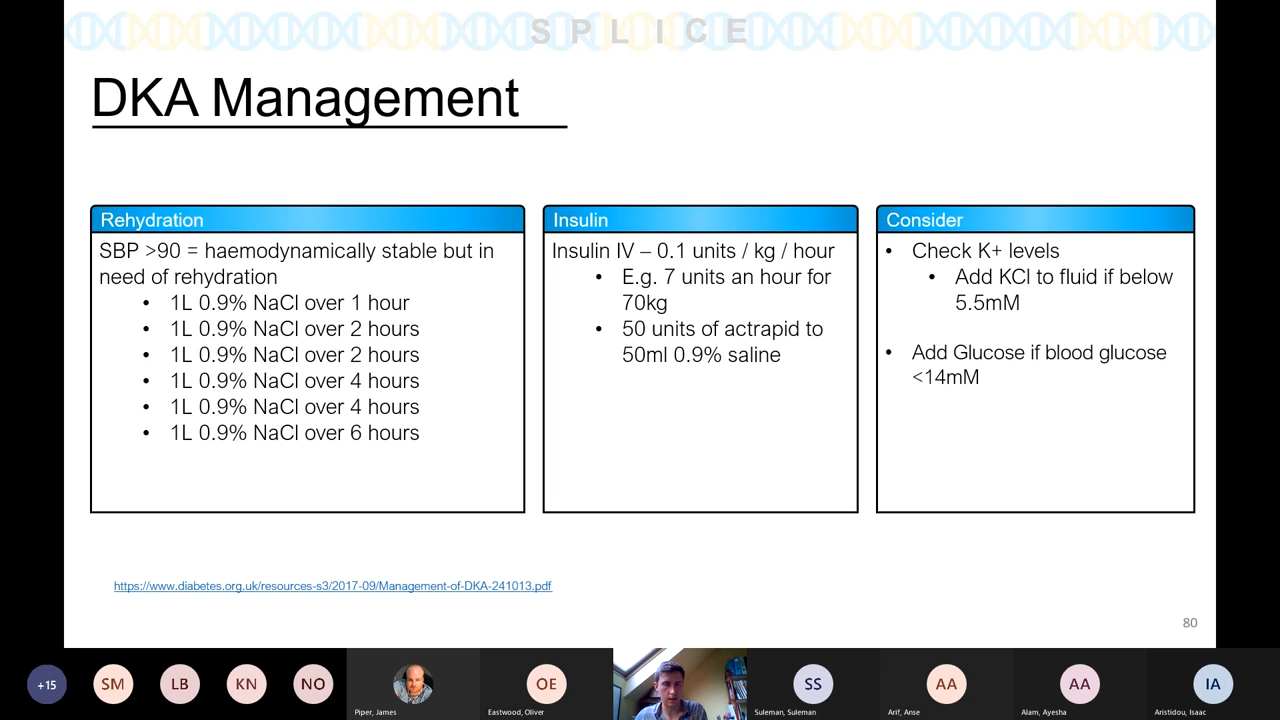 SPLICE
DKA Management
Rehydration
SBP >90 = haemodynamically stable but in
need of rehydration
• 1L 0.9% NaCl over 1 hour
• 1L 0.9% NaCl over 2 hours
• 1L 0.9% NaCl over 2 hours
• 1L 0.9% NaCl over 4 hours
• 1L 0.9% NaCl over 4 hours
• 1L 0.9% NaCl over 6 hours
Insulin
Insulin IV – 0.1 units / kg / hour
• E.g. 7 units an hour for
70kg
• 50 units of actrapid to
50ml 0.9% saline
Consider
• Check K+ levels
• Add KCl to fluid if below
5.5mM
• Add Glucose if blood glucose
<14mM
https://www.diabetes.org.uk/resources-s3/2017-09/Management-of-DKA-241013.pdf
80
+15
SM
LB
KN
NO
Piper, James
OE
Eastwood, Oliver
SS
Suleman, Suleman
AA
Arif, Anse
AA
Alam, Ayesha
IA
Aristidou, Isaac